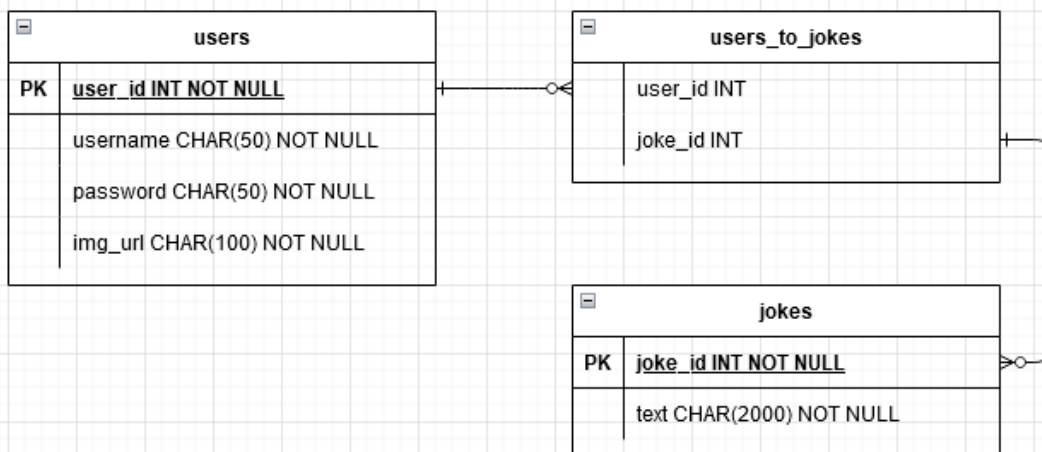 users
PK user_id INT NOT NULL
username CHAR(50) NOT NULL
password CHAR(50) NOT NULL
img_url CHAR(100) NOT NULL
users_to_jokes
user_id INT
joke_id INT
jokes
PK joke_id INT NOT NULL
text CHAR(2000) NOT NULL